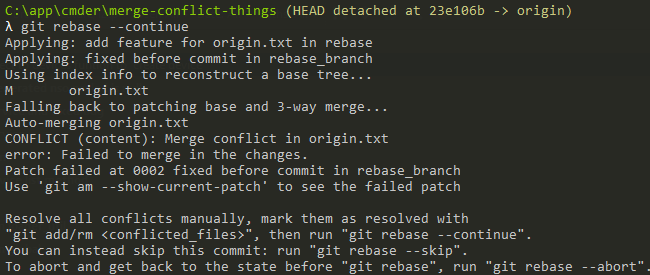 C:\app\cmder\merge-conflict-things (HEAD detached at 23e106b -> origin)
λ git rebase --continue
Applying: add feature for origin.txt in rebase
Applying: fixed before commit in rebase_branch
Using index info to reconstruct a base tree...
M       origin.txt
Falling back to patching base and 3-way merge...
Auto-merging origin.txt
CONFLICT (content): Merge conflict in origin.txt
error: Failed to merge in the changes.
Patch failed at 0002 fixed before commit in rebase_branch
Use 'git am --show-current-patch' to see the failed patch

Resolve all conflicts manually, mark them as resolved with
"git add/rm <conflicted_files>", then run "git rebase --continue".
You can instead skip this commit: run "git rebase --skip".
To abort and get back to the state before "git rebase", run "git rebase --abort".